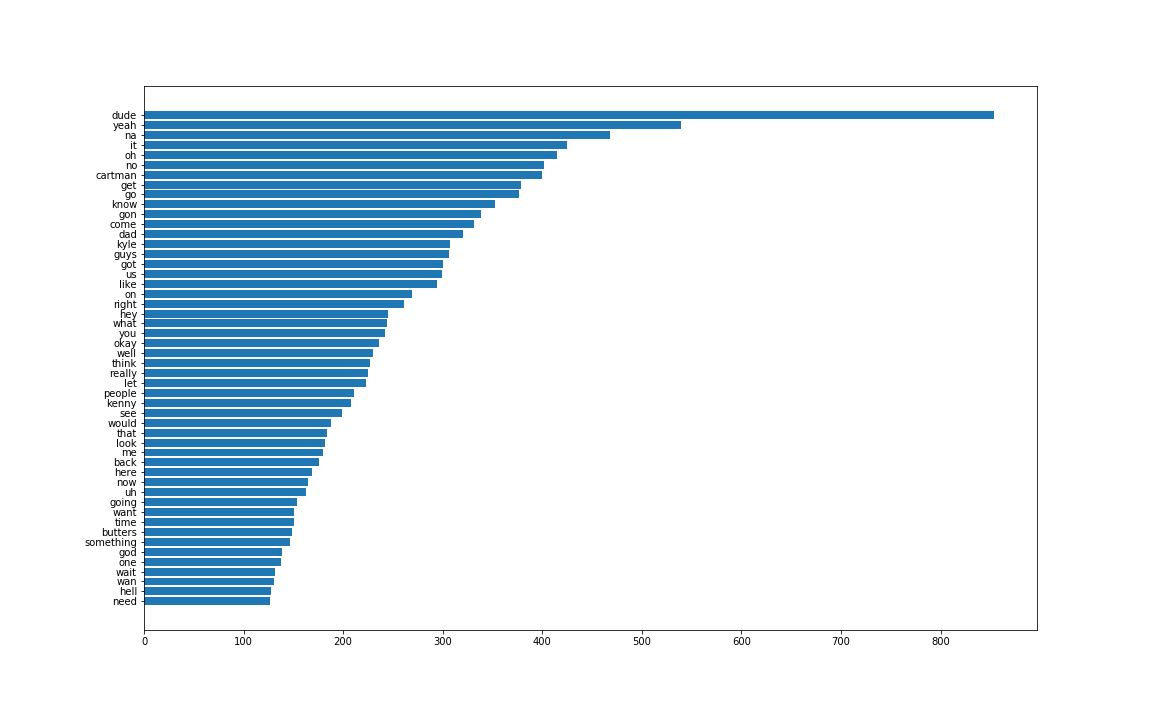 dude
yeah
na
it
oh
no
cartman
get
go
know
gon
come
dad
kyle
guys
got
us
like
on
right
hey
what
you
okay
well
think
really
let
people
kenny
see
would
that
look
me
back
here
now
uh
going
want
time
butters
something
god
one
wait
wan
hell
need
0 100 200 300 400 500 600 700 800